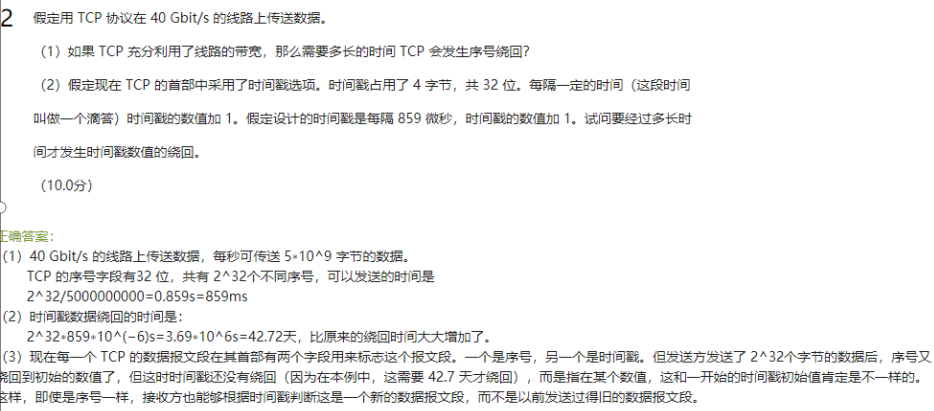 2 假定用 TCP 协议在 40 Gbit/s 的线路上传送数据。
（1）如果 TCP 充分利用了线路的带宽，那么需要多长的时间 TCP 会发生序号绕回？
（2）假定现在 TCP 的首部中采用了时间戳选项。时间戳占用了 4 字节，共 32 位。每隔一定的时间（这段时间
叫做一个滴答）时间戳的数值加 1。假定设计的时间戳是每隔 859 微秒，时间戳的数值加 1。试问要经过多长时
间才发生时间戳数值的绕回。
（10.0分）
正确答案：
（1）40 Gbit/s 的线路上传送数据，每秒可传送 5*10^9 字节的数据。
TCP 的序号字段有32 位，共有 2^32个不同序号，可以发送的时间是
2^32/5000000000=0.859s=859ms
（2）时间戳数据绕回的时间是：
2^32*859*10^(−6)s=3.69*10^6s=42.72天，比原来的绕回时间大大增加了。
（3）现在每一个 TCP 的数据报文段在其首部有两个字段用来标志这个报文段。一个是序号，另一个是时间戳。但发送方发送了 2^32个字节的数据后，序号又
绕回到初始的数值了，但这时时间戳还没有绕回（因为在本例中，这需要 42.7 天才绕回），而是指在某个数值，这和一开始的时间戳初始值肯定是不一样的。
这样，即使是序号一样，接收方也能够根据时间戳判断这是一个新的数据报文段，而不是以前发送过得旧的数据报文段。